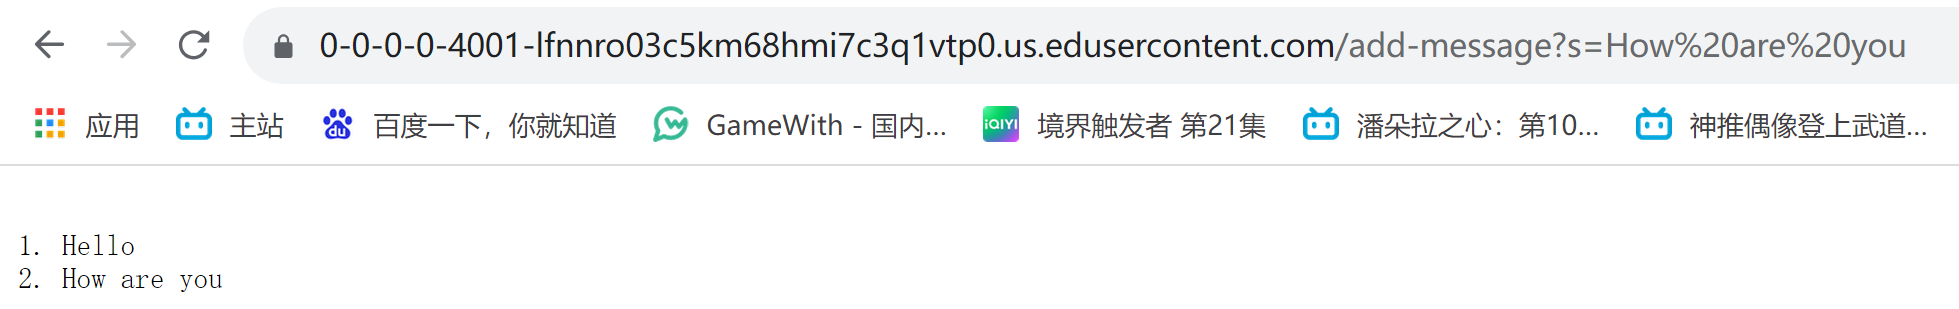 0-0-0-0-4001-lfnnro03c5km68hmi7c3q1vtp0.us.edusercontent.com/add-message?s=How%20are%20you
应用 主站 du 百度一下，你就知道 GameWith - 国内... iQIYI 境界触发者 第21集 潘朵拉之心：第10... 神推偶像登上武道...
1. Hello
2. How are you